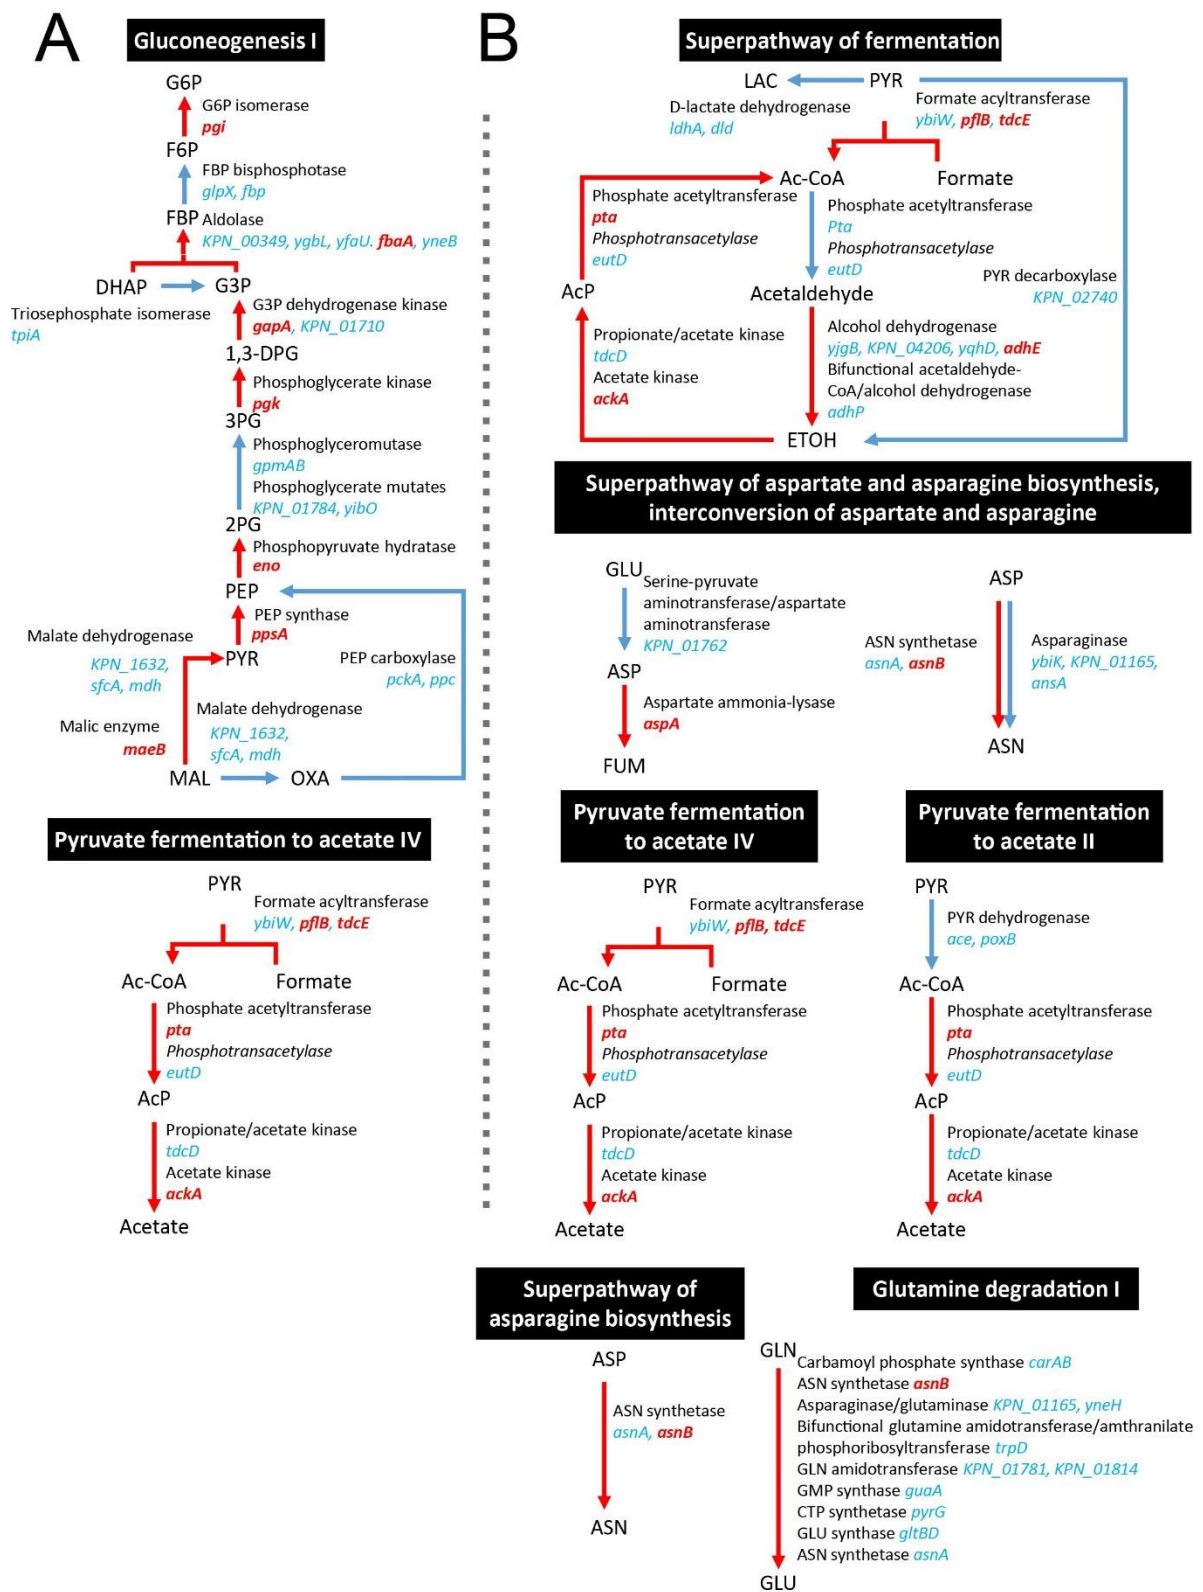 A
Gluconeogenesis I
G6P
G6P isomerase
pgi
F6P
FBP bisphosphotase
glpX, fbp
FBP
Aldolase
KPN_00349, ygbL, yfaU. fbaA, yneB
DHAP
G3P
Triosephosphate isomerase
tpiA
G3P dehydrogenase kinase
gapA, KPN_01710
1,3-DPG
Phosphoglycerate kinase
pgk
3PG
Phosphoglyceromutase
gpmAB
Phosphoglycerate mutates
KPN_01784, yibO
2PG
Phosphopyruvate hydratase
eno
PEP
PEP synthase
ppsA
Malate dehydrogenase
KPN_1632,
sfcA, mdh
PYR
PEP carboxylase
pckA, ppc
Malic enzyme
maeB
Malate dehydrogenase
KPN_1632,
sfcA, mdh
MAL
OXA
Pyruvate fermentation to acetate IV
PYR
Formate acyltransferase
ybiW, pflB, tdcE
Ac-CoA
Formate
Phosphate acetyltransferase
pta
Phosphotransacetylase
eutD
AcP
Propionate/acetate kinase
tdcD
Acetate kinase
ackA
Acetate
B
Superpathway of fermentation
LAC
PYR
D-lactate dehydrogenase
ldhA, dld
Formate acyltransferase
ybiW, pflB, tdcE
Ac-CoA
Formate
Phosphate acetyltransferase
pta
Phosphotransacetylase
eutD
Phosphate acetyltransferase
Pta
Phosphotransacetylase
eutD
PYR decarboxylase
KPN_02740
AcP
Acetaldehyde
Propionate/acetate kinase
tdcD
Acetate kinase
ackA
Alcohol dehydrogenase
yjgB, KPN_04206, yqhD, adhE
Bifunctional acetaldehyde-
CoA/alcohol dehydrogenase
adhP
ETOH
Superpathway of aspartate and asparagine biosynthesis,
interconversion of aspartate and asparagine
GLU
Serine-pyruvate
aminotransferase/aspartate
aminotransferase
KPN_01762
ASP
Aspartate ammonia-lysase
aspA
FUM
ASP
ASN synthetase
asnA, asnB
Asparaginase
ybiK, KPN_01165,
ansA
ASN
Pyruvate fermentation
to acetate IV
PYR
Formate acyltransferase
ybiW, pflB, tdcE
Ac-CoA
Formate
Phosphate acetyltransferase
pta
Phosphotransacetylase
eutD
AcP
Propionate/acetate kinase
tdcD
Acetate kinase
ackA
Acetate
Pyruvate fermentation
to acetate II
PYR
PYR dehydrogenase
ace, poxB
Ac-CoA
Phosphate acetyltransferase
pta
Phosphotransacetylase
eutD
AcP
Propionate/acetate kinase
tdcD
Acetate kinase
ackA
Acetate
Superpathway of
asparagine biosynthesis
ASP
ASN synthetase
asnA, asnB
ASN
Glutamine degradation I
GLN
Carbamoyl phosphate synthase carAB
ASN synthetase asnB
Asparaginase/glutaminase KPN_01165, yneH
Bifunctional glutamine amidotransferase/amthranilate
phosphoribosyltransferase trpD
GLN amidotransferase KPN_01781, KPN_01814
GMP synthase guaA
CTP synthetase pyrG
GLU synthase gltBD
ASN synthetase asnA
GLU